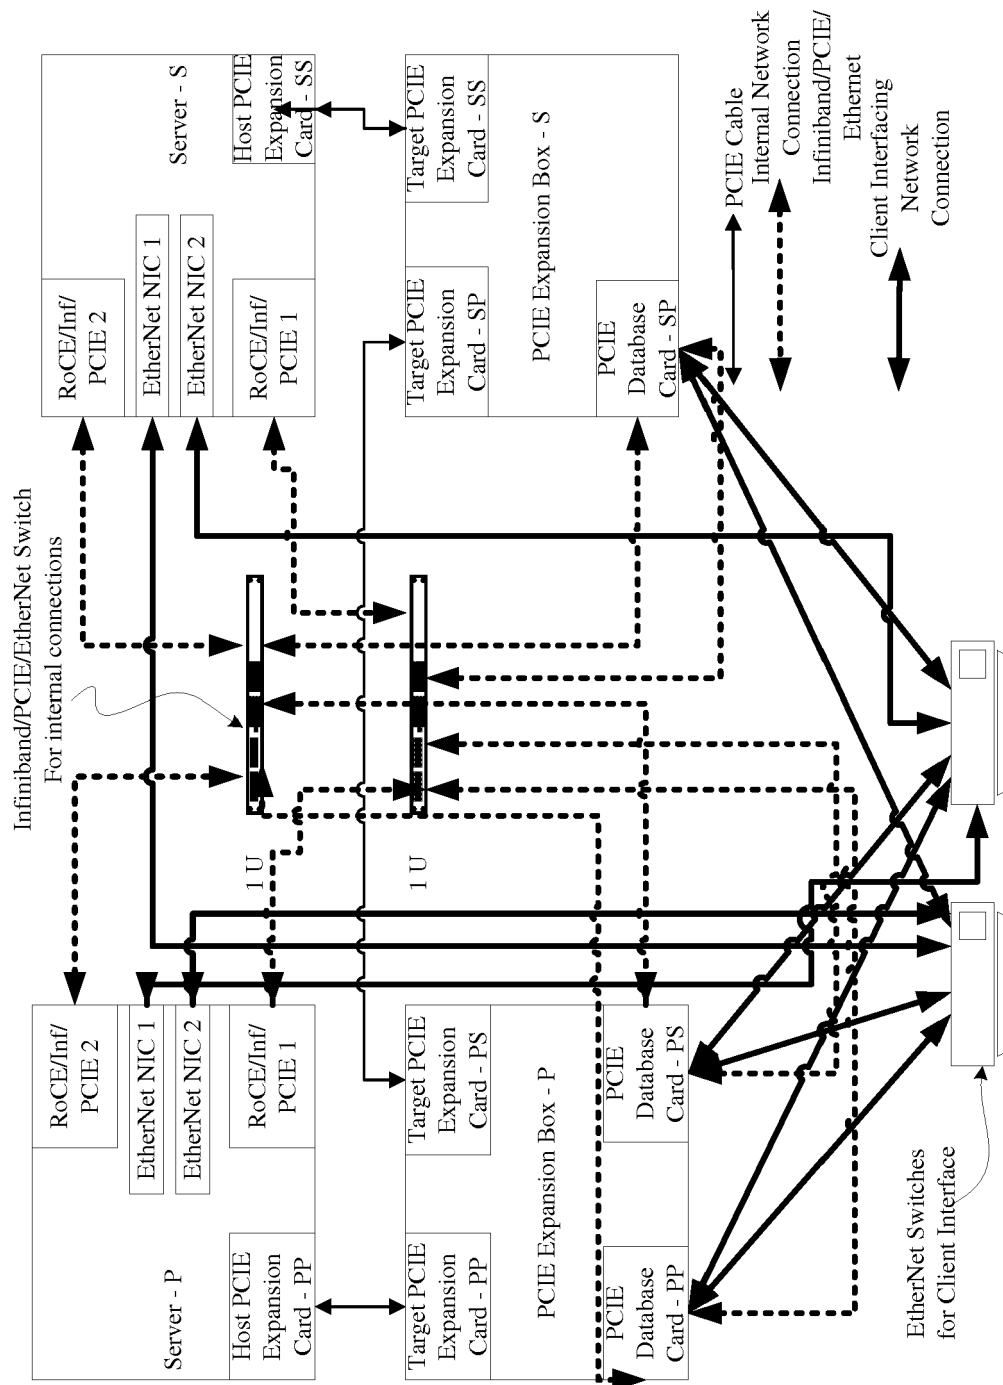 Server - P
Host PCIE
Expansion
Card- PP
RoCE/Inf/
PCIE 2
EtherNet NIC 1
EtherNet NIC 2
RoCE/Inf/
PCIE 1
Target PCIE
Expansion
Card - PP
Target PCIE
Expansion
Card - PS
PCIE Expansion Box - P
PCIE
Database
Card - PP
PCIE
Database
Card - PS
Infiniband/PCIE/EtherNet Switch
For internal connections
1 U
1 U
RoCE/Inf/
PCIE 2
EtherNet NIC 1
EtherNet NIC 2
RoCE/Inf/
PCIE 1
Server - S
Host PCIE
Expansion
Card - SS
Target PCIE
Expansion
Card - SP
Target PCIE
Expansion
Card - SS
PCIE Expansion Box - S
PCIE
Database
Card - SP
PCIE Cable
Internal Network
Connection
Infiniband/PCIE/
Ethernet
Client Interfacing
Network
Connection
EtherNet Switches
for Client Interface